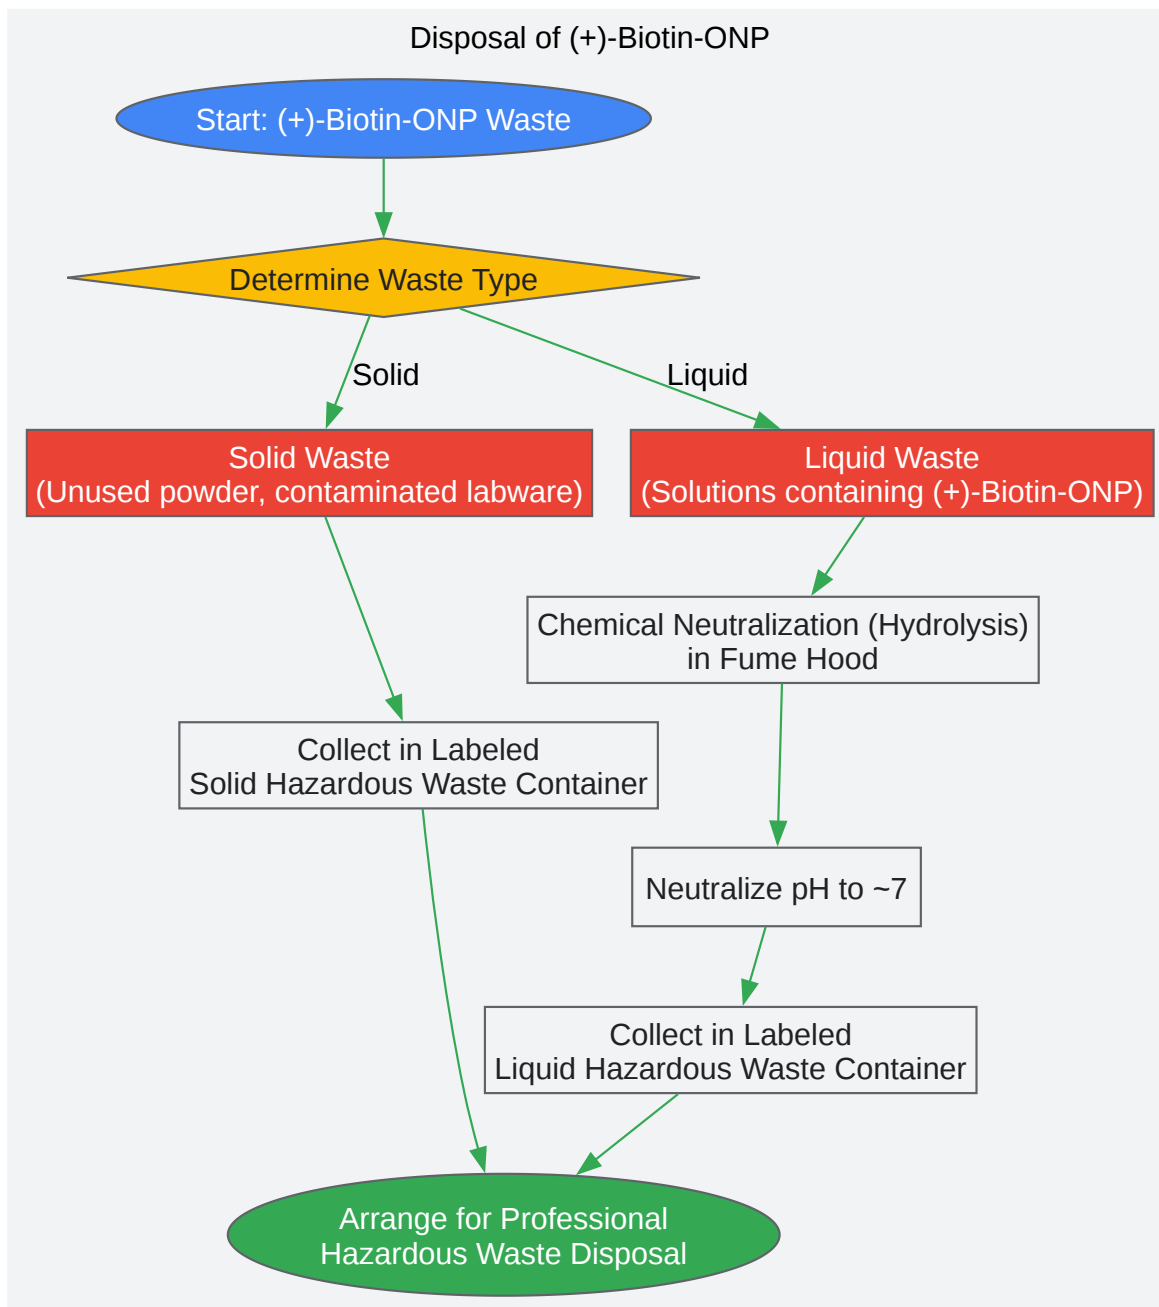 Disposal of (+)-Biotin-ONP
Start: (+)-Biotin-ONP Waste
Determine Waste Type
Solid
Liquid
Solid Waste
(Unused powder, contaminated labware)
Liquid Waste
(Solutions containing (+)-Biotin-ONP)
Chemical Neutralization (Hydrolysis)
in Fume Hood
Collect in Labeled
Solid Hazardous Waste Container
Neutralize pH to ~7
Collect in Labeled
Liquid Hazardous Waste Container
Arrange for Professional
Hazardous Waste Disposal